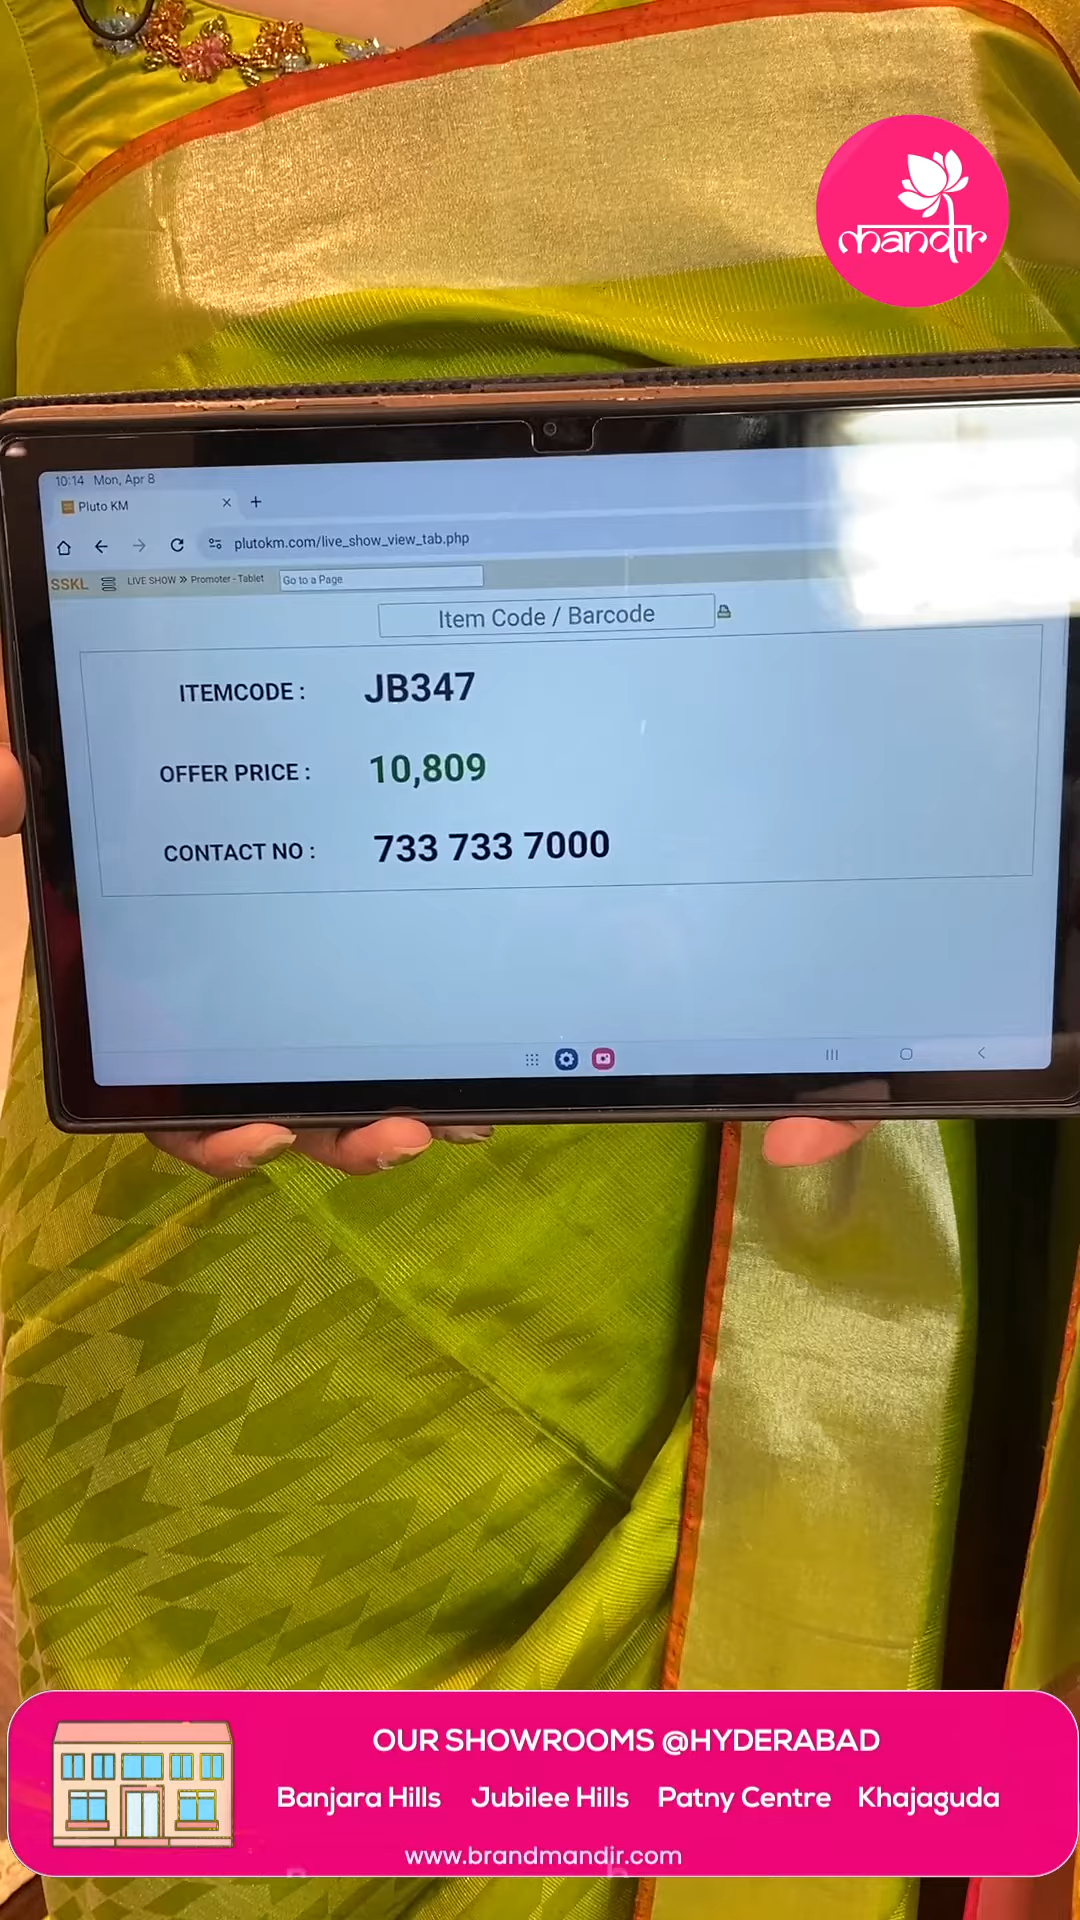 mandir
10:14 Mon, Apr 8
Pluto KM
plutokm.com/live_show_view_tab.php
SSKL LIVE SHOW » Promoter - Tablet Go to a Page
Item Code / Barcode
ITEMCODE : JB347
OFFER PRICE : 10,809
CONTACT NO : 733 733 7000
OUR SHOWROOMS @HYDERABAD
Banjara Hills Jubilee Hills Patny Centre Khajaguda
www.brandmandir.com